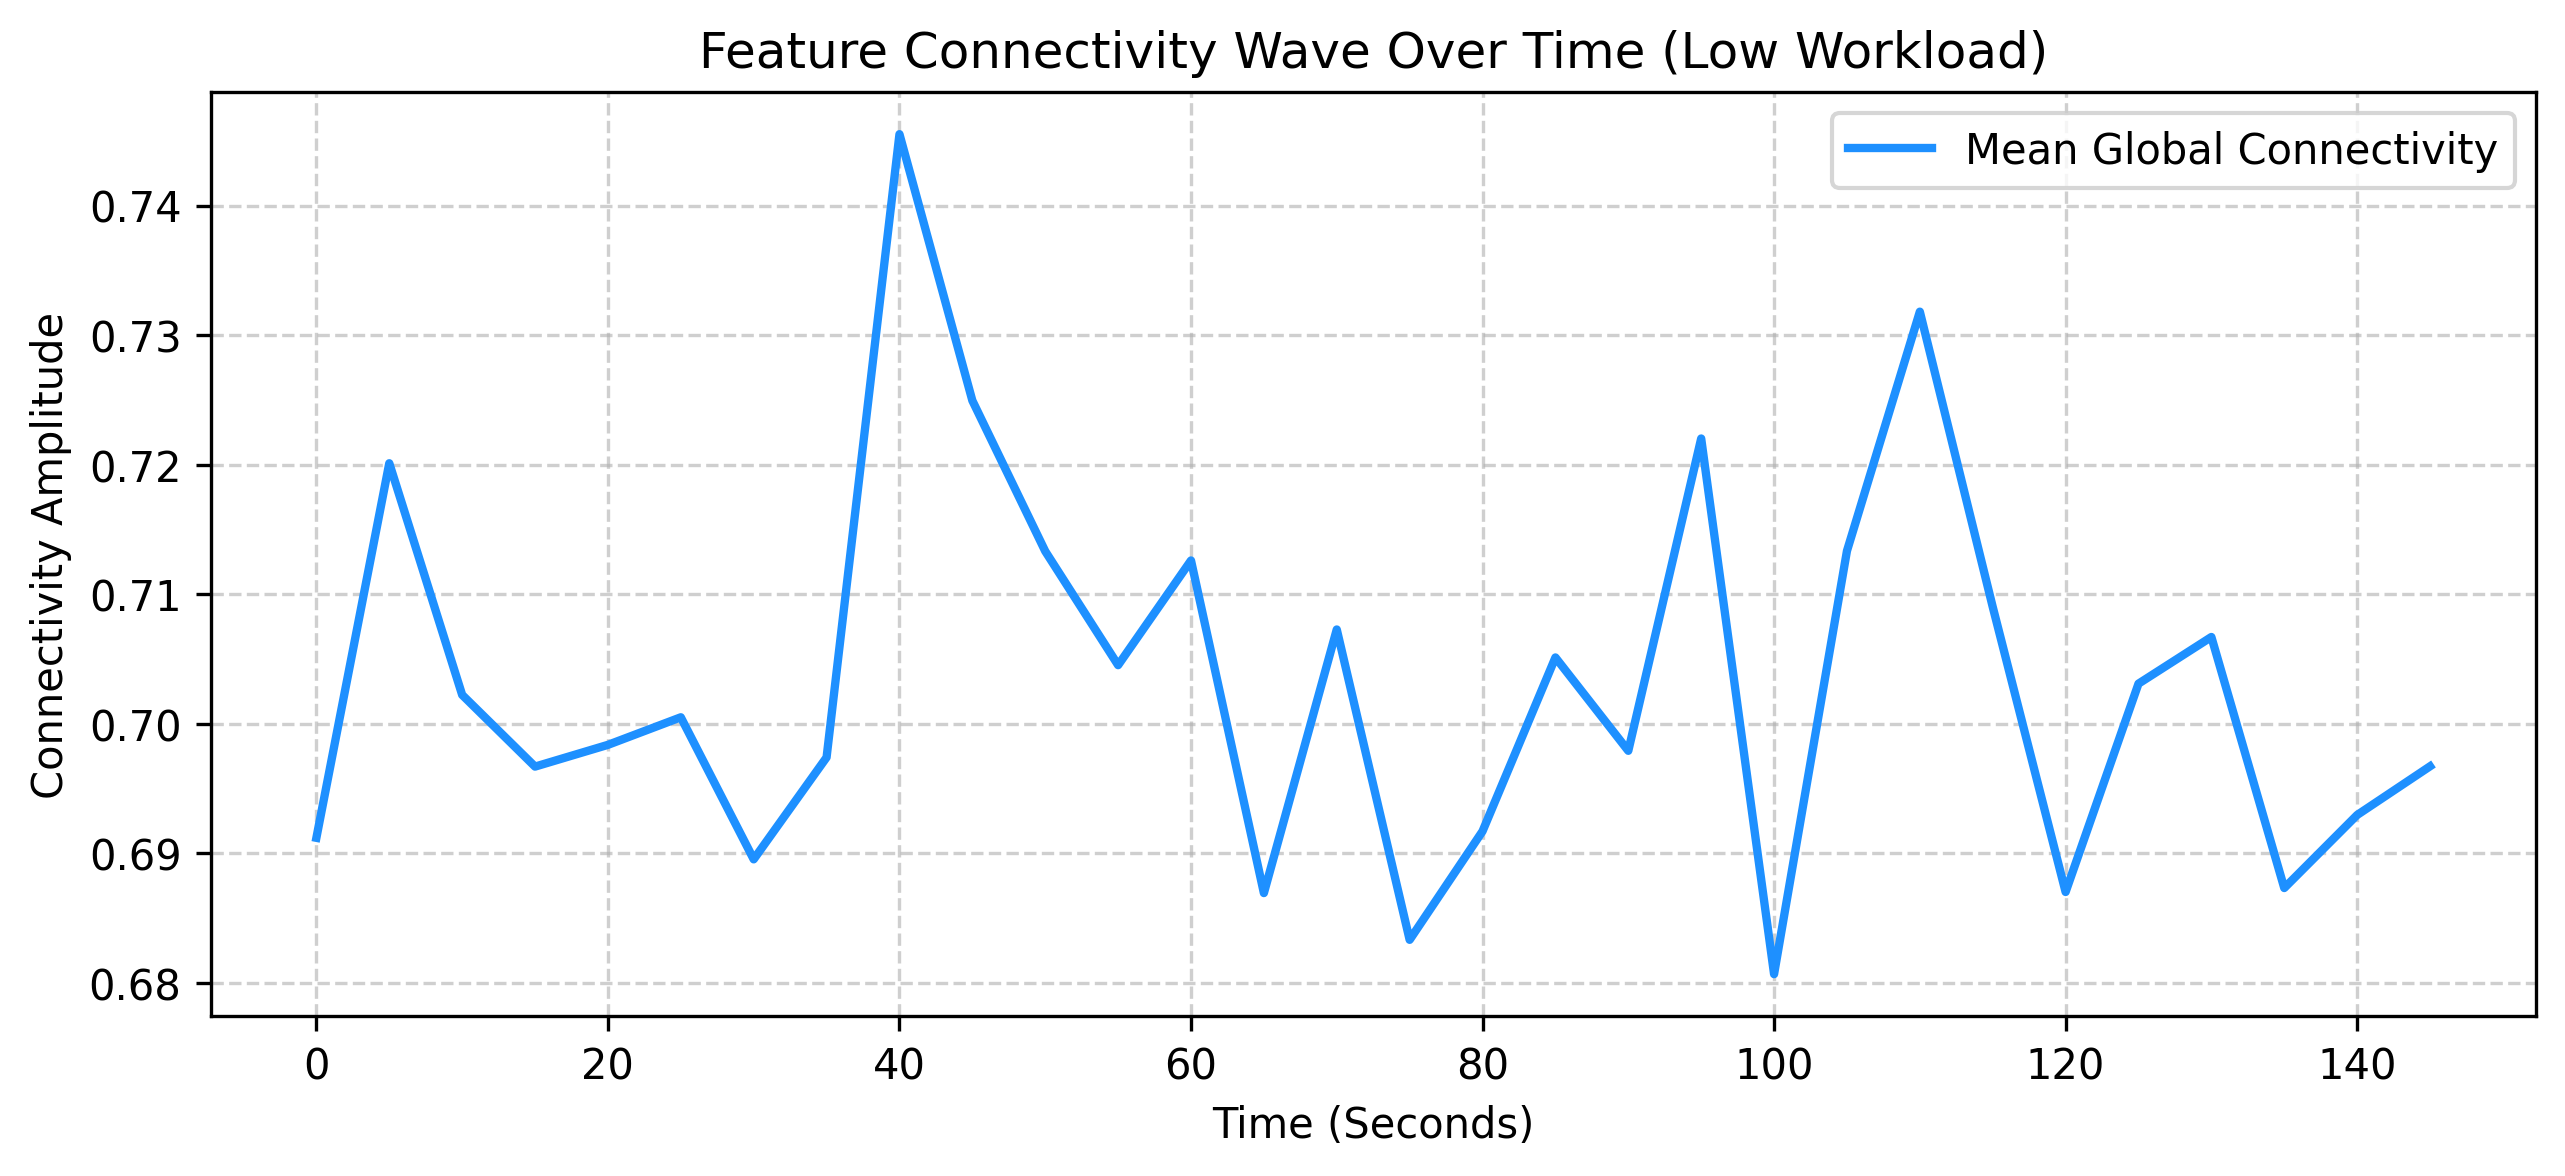 Feature Connectivity Wave Over Time (Low Workload)
Mean Global Connectivity
Connectivity Amplitude
0.74
0.73
0.72
0.71
0.70
0.69
0.68
0 20 40 60 80 100 120 140
Time (Seconds)